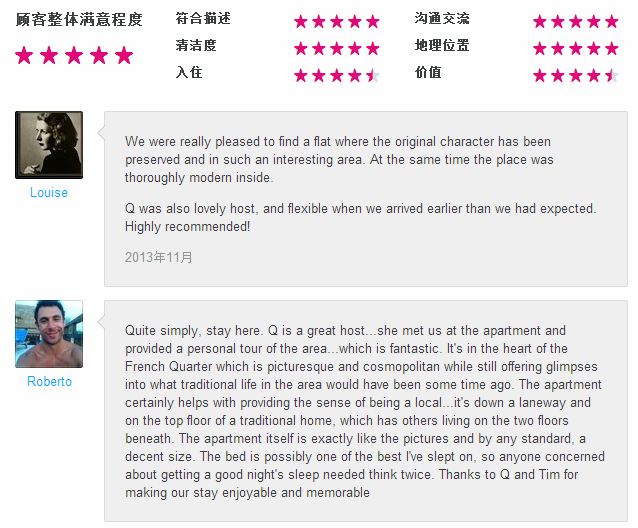 顾客整体满意程度
符合描述
沟通交流
清洁度
地理位置
入住
价值
Louise
We were really pleased to find a flat where the original character has been
preserved and in such an interesting area. At the same time the place was
thoroughly modern inside.
Q was also lovely host, and flexible when we arrived earlier than we had expected.
Highly recommended!
2013年11月
Roberto
Quite simply, stay here. Q is a great host...she met us at the apartment and
provided a personal tour of the area...which is fantastic. It's in the heart of the
French Quarter which is picturesque and cosmopolitan while still offering glimpses
into what traditional life in the area would have been some time ago. The apartment
certainly helps with providing the sense of being a local...it's down a laneway and
on the top floor of a traditional home, which has others living on the two floors
beneath. The apartment itself is exactly like the pictures and by any standard, a
decent size. The bed is possibly one of the best I've slept on, so anyone concerned
about getting a good night's sleep needed think twice. Thanks to Q and Tim for
making our stay enjoyable and memorable